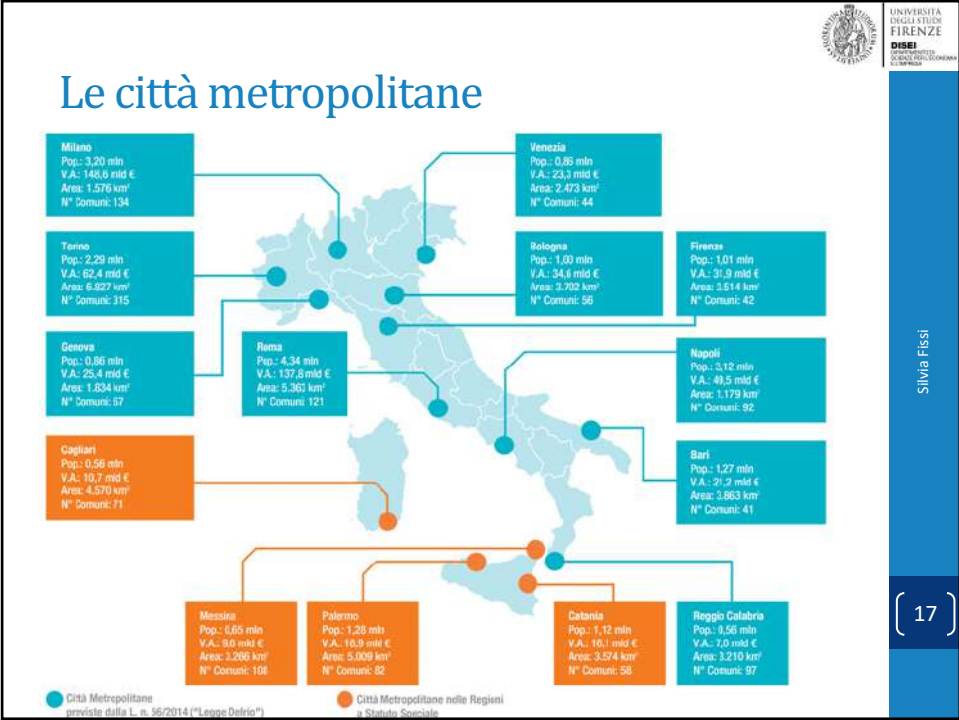 UNIVERSITÀ
DEGLI STUDI
FIRENZE
DISEI
DIPARTIMENTO DI
SCIENZE PER L'ECONOMIA
E L'IMPRESA
Le città metropolitane
Milano
Pop.: 3,20 mln
V.A.: 148,6 mld €
Area: 1.576 km²
N° Comuni: 134
Venezia
Pop.: 0,86 mln
V.A.: 23,3 mld €
Area: 2.473 km²
N° Comuni: 44
Torino
Pop.: 2,29 mln
V.A.: 62,4 mld €
Area: 6.827 km²
N° Comuni: 315
Bologna
Pop.: 1,00 mln
V.A.: 34,6 mld €
Area: 3.702 km²
N° Comuni: 56
Firenze
Pop.: 1,01 mln
V.A.: 31,9 mld €
Area: 3.514 km²
N° Comuni: 42
Genova
Pop.: 0,86 mln
V.A.: 25,4 mld €
Area: 1.834 km²
N° Comuni: 67
Roma
Pop.: 4,34 mln
V.A.: 137,8 mld €
Area: 5.363 km²
N° Comuni: 121
Napoli
Pop.: 3,12 mln
V.A.: 49,5 mld €
Area: 1.179 km²
N° Comuni: 92
Silvia Fissi
Cagliari
Pop.: 0,56 mln
V.A.: 10,7 mld €
Area: 4.570 km²
N° Comuni: 71
Bari
Pop.: 1,27 mln
V.A.: 21,2 mld €
Area: 3.863 km²
N° Comuni: 41
Messina
Pop.: 0,65 mln
V.A.: mld €
Area: 3.266 km²
N° Comuni: 108
Palermo
Pop.: 1,28 mln
V.A.: mld €
Area: 5.009 km²
N° Comuni: 82
Catania
Pop.: 1,12 mln
V.A.: mld €
Area: 3.574 km²
N° Comuni: 58
Reggio Calabria
Pop.: 0,56 mln
V.A.: 7,0 mld €
Area: 3.210 km²
N° Comuni: 97
17
Città Metropolitane
previste dalla L. n. 56/2014 ("Legge Delrio")
Città Metropolitane nelle Regioni
a Statuto Speciale